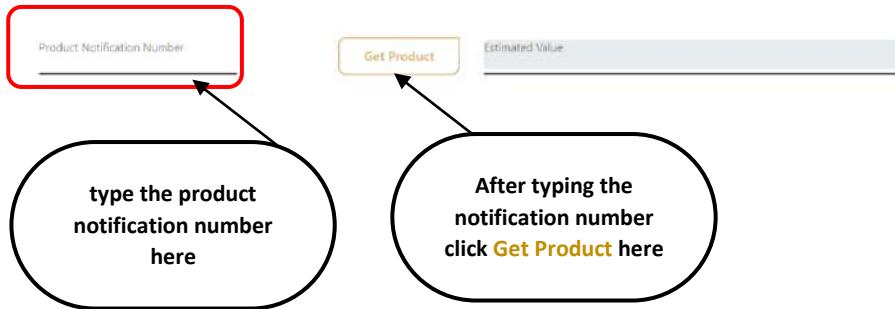 Product Notification Number
Get Product
Estimated Value
type the product
notification number
here
After typing the
notification number
click Get Product here